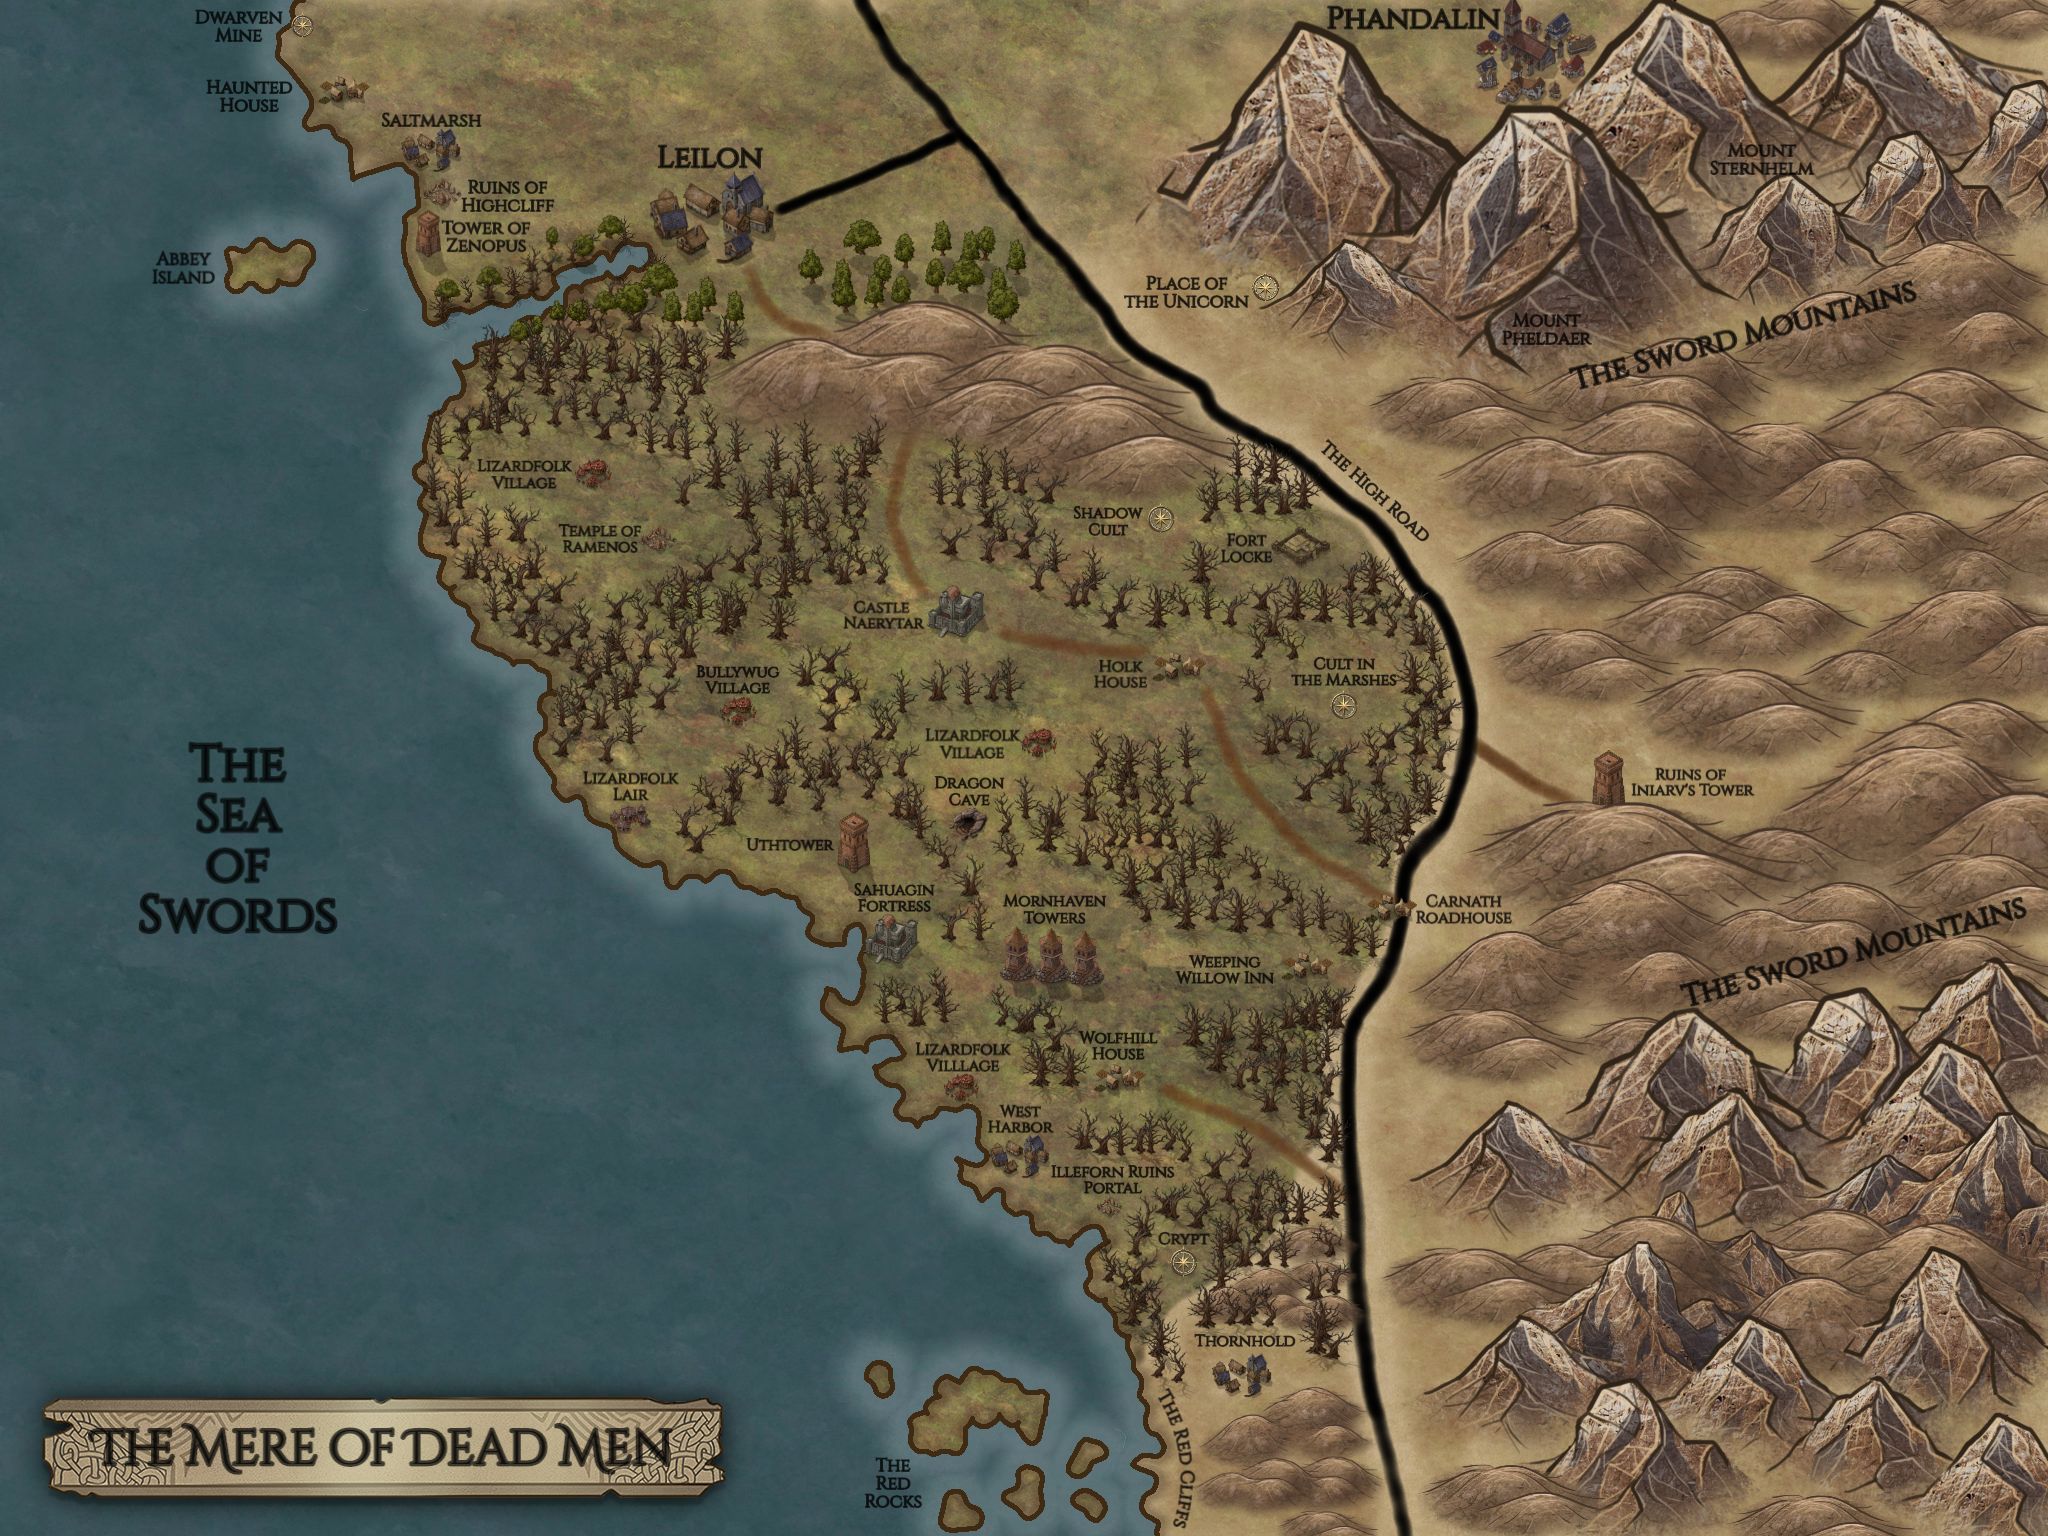 Dwarven
Mine
Phandalin
Haunted
House
Saltmarsh
Leilon
Mount
Sternhelm
Ruins of
Highcliff
Tower of
Zenopus
Abbey
Island
Place of
the Unicorn
Mount
Pheldaer
The Sword Mountains
Lizardfolk
Village
The High Road
Temple of
Ramenos
Shadow
Cult
Fort
Locke
Castle
Naerytar
Holk
House
Cult in
the Marshes
Bullywug
Village
Lizardfolk
Village
The
Sea
of
Swords
Lizardfolk
Lair
Dragon
Cave
Ruins of
Iniarv's Tower
Uthtower
Sahuagin
Fortress
Mornhaven
Towers
Carnath
Roadhouse
Weeping
Willow Inn
The Sword Mountains
Lizardfolk
Villlage
Wolfhill
House
West
Harbor
Illeforn Ruins
Portal
Crypt
Thornhold
The Red Cliffs
The
Red
Rocks
The Mere of Dead Men